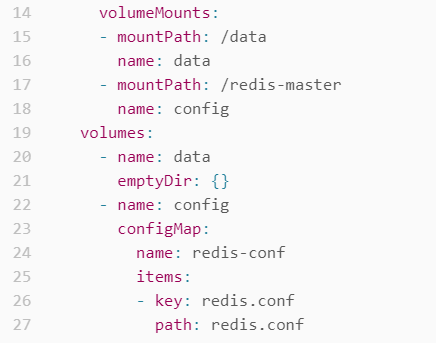 14 volumeMounts:
15 - mountPath: /data
16 name: data
17 - mountPath: /redis-master
18 name: config
19 volumes:
20 - name: data
21 emptyDir: {}
22 - name: config
23 configMap:
24 name: redis-conf
25 items:
26 - key: redis.conf
27 path: redis.conf